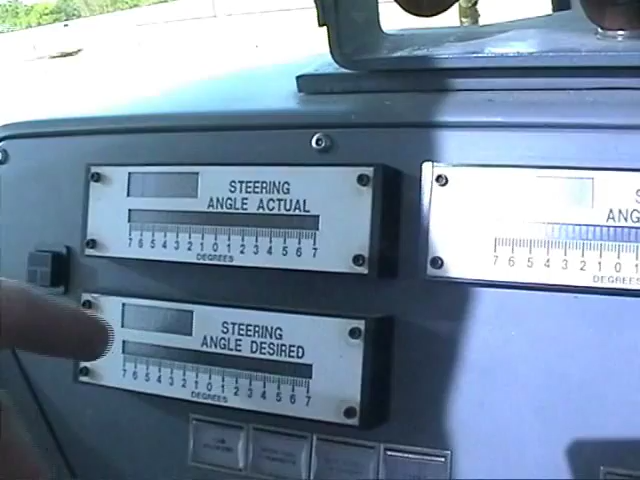 STEERING
ANGLE ACTUAL
7 6 5 4 3 2 1 0 1 2 3 4 5 6 7
DEGREES
S
ANG
7 6 5 4 3 2 1 0
DEGREES
STEERING
ANGLE DESIRED
7 6 5 4 3 2 1 0 1 2 3 4 5 6 7
DEGREES